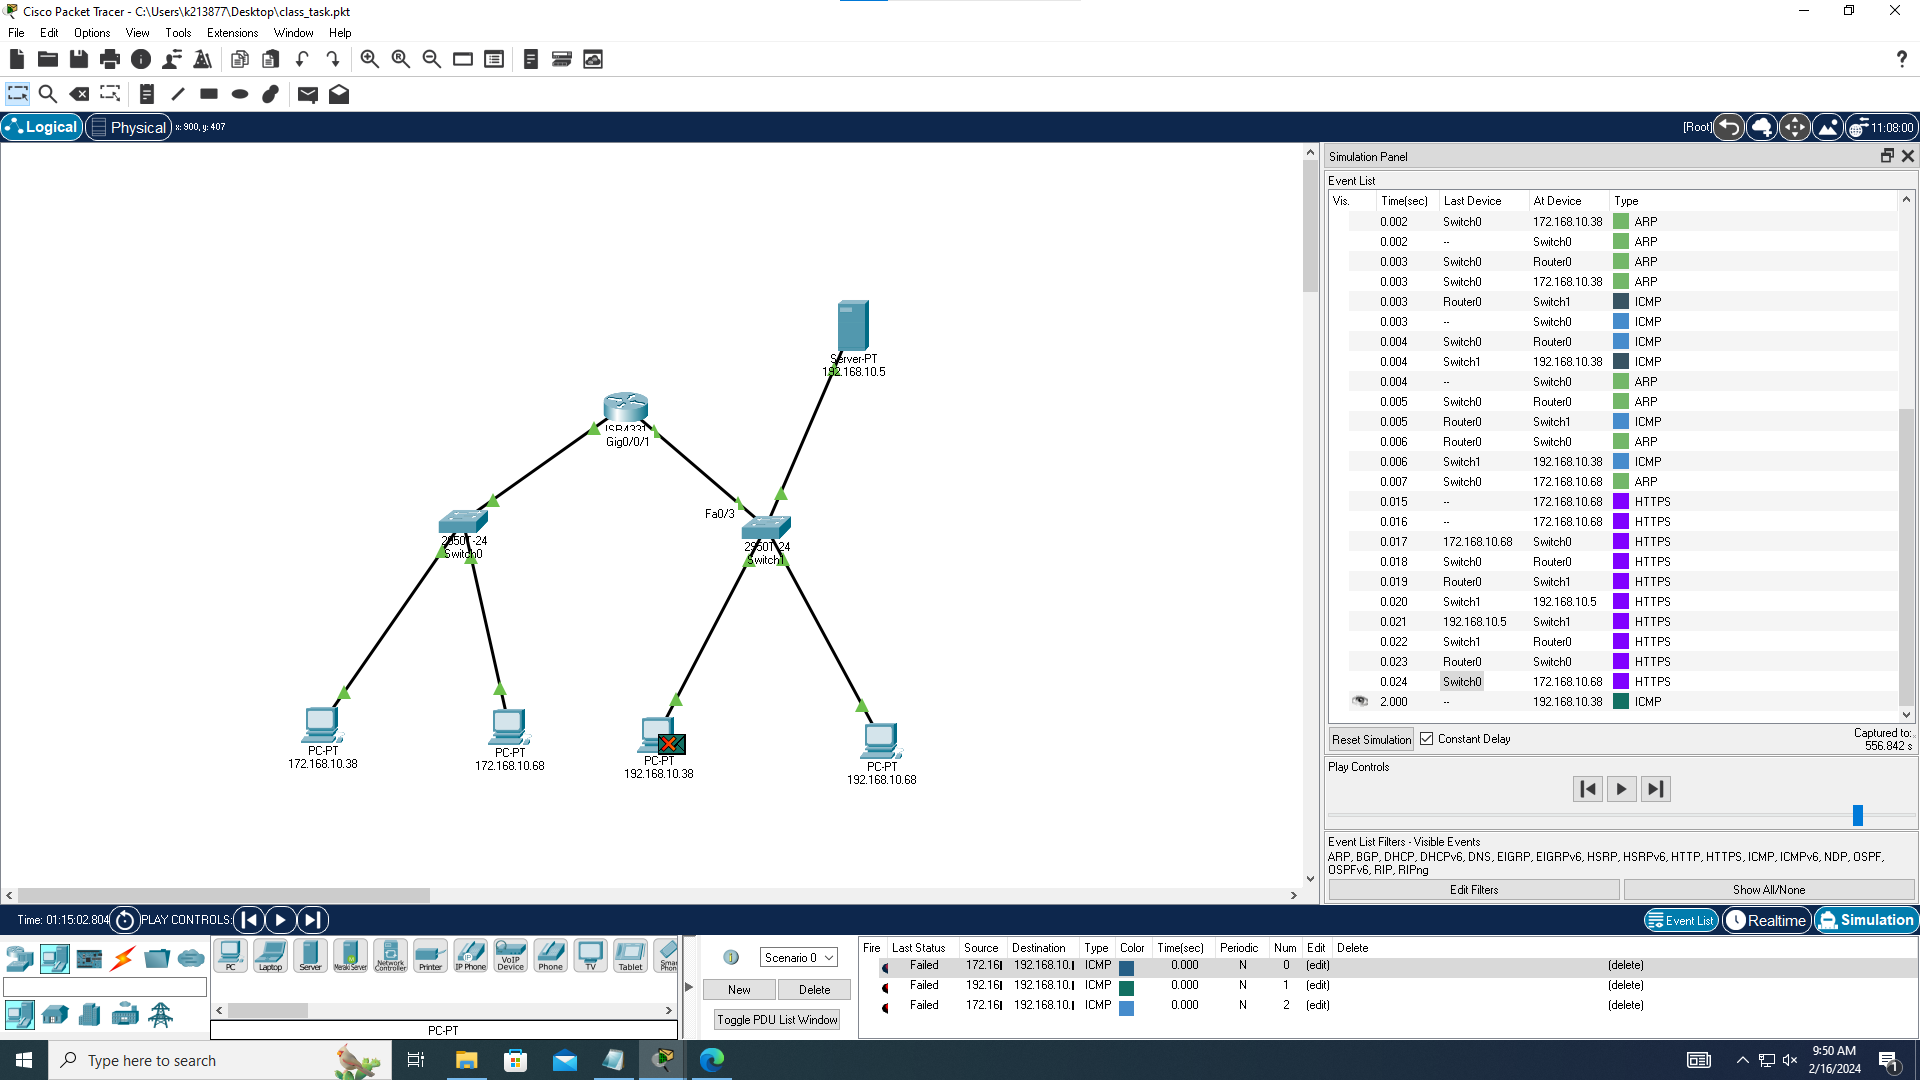 Cisco Packet Tracer - C:\Users\k213877\Desktop\class_task.pkt
File Edit Options View Tools Extensions Window Help
?
Logical Physical x: 900, y: 407 [Root] 11:08:00
Simulation Panel
Event List
Vis. Time(sec) Last Device At Device Type
0.002 Switch0 172.168.10.38 ARP
0.002 -- Switch0 ARP
0.003 Switch0 Router0 ARP
0.003 Switch0 172.168.10.38 ARP
0.003 Router0 Switch1 ICMP
0.003 -- Switch0 ICMP
0.004 Switch0 Router0 ICMP
0.004 Switch1 192.168.10.38 ICMP
0.004 -- Switch0 ARP
0.005 Switch0 Router0 ARP
0.005 Router0 Switch1 ICMP
0.006 Router0 Switch0 ARP
0.006 Switch1 192.168.10.38 ICMP
0.007 Switch0 172.168.10.68 ARP
0.015 -- 172.168.10.68 HTTPS
0.016 -- 172.168.10.68 HTTPS
0.017 172.168.10.68 Switch0 HTTPS
0.018 Switch0 Router0 HTTPS
0.019 Router0 Switch1 HTTPS
0.020 Switch1 192.168.10.5 HTTPS
0.021 192.168.10.5 Switch1 HTTPS
0.022 Switch1 Router0 HTTPS
0.023 Router0 Switch0 HTTPS
0.024 Switch0 172.168.10.68 HTTPS
2.000 -- 192.168.10.38 ICMP
Reset Simulation Constant Delay Captured to:
556.842 s
Play Controls
Event List Filters - Visible Events
ARP, BGP, DHCP, DHCPv6, DNS, EIGRP, EIGRPv6, HSRP, HSRPv6, HTTP, HTTPS, ICMP, ICMPv6, NDP, OSPF,
OSPFv6, RIP, RIPng
Edit Filters Show All/None
Server-PT
192.168.10.5
ISR4331
Gig0/0/1
Fa0/3
2950T-24
Switch0
2950T-24
Switch1
PC-PT
172.168.10.38
PC-PT
172.168.10.68
PC-PT
192.168.10.38
PC-PT
192.168.10.68
Time: 01:15:02.804 PLAY CONTROLS: Event List Realtime Simulation
PC Laptop Server MerakiServer Network Controller Printer IP Phone VoIP Device Phone TV Tablet Smart
PC-PT
Scenario 0
New Delete
Toggle PDU List Window
Fire Last Status Source Destination Type Color Time(sec) Periodic Num Edit Delete
Failed 172.16 192.168.10. ICMP 0.000 N 0 (edit) (delete)
Failed 192.16 192.168.10. ICMP 0.000 N 1 (edit) (delete)
Failed 172.16 192.168.10. ICMP 0.000 N 2 (edit) (delete)
Type here to search
9:50 AM
2/16/2024
1